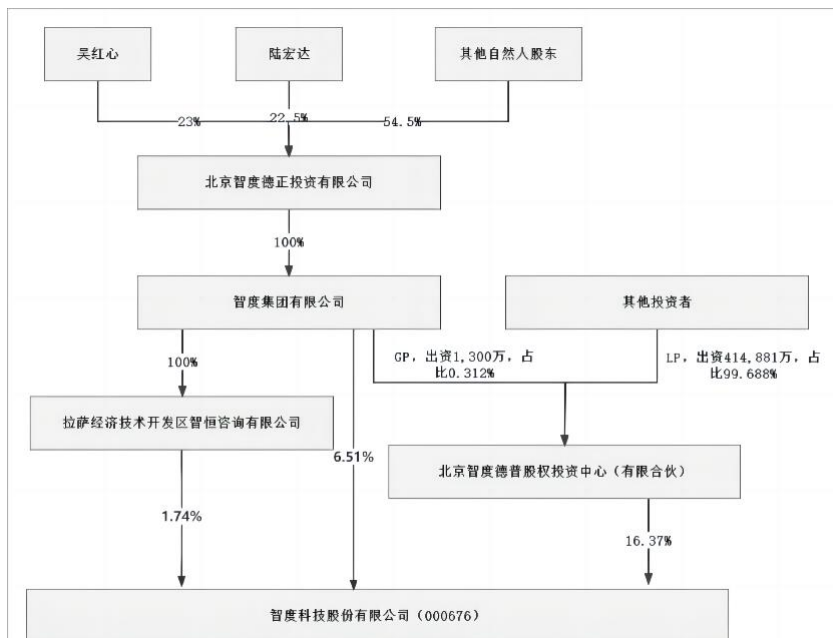 吴红心
陆宏达
其他自然人股东
23%
22.5%
54.5%
北京智度德正投资有限公司
100%
智度集团有限公司
其他投资者
100%
GP，出资1,300万，占
比0.312%
LP，出资414,881万，占
比99.688%
拉萨经济技术开发区智恒咨询有限公司
6.51%
北京智度德普股权投资中心（有限合伙）
1.74%
16.37%
智度科技股份有限公司（000676）